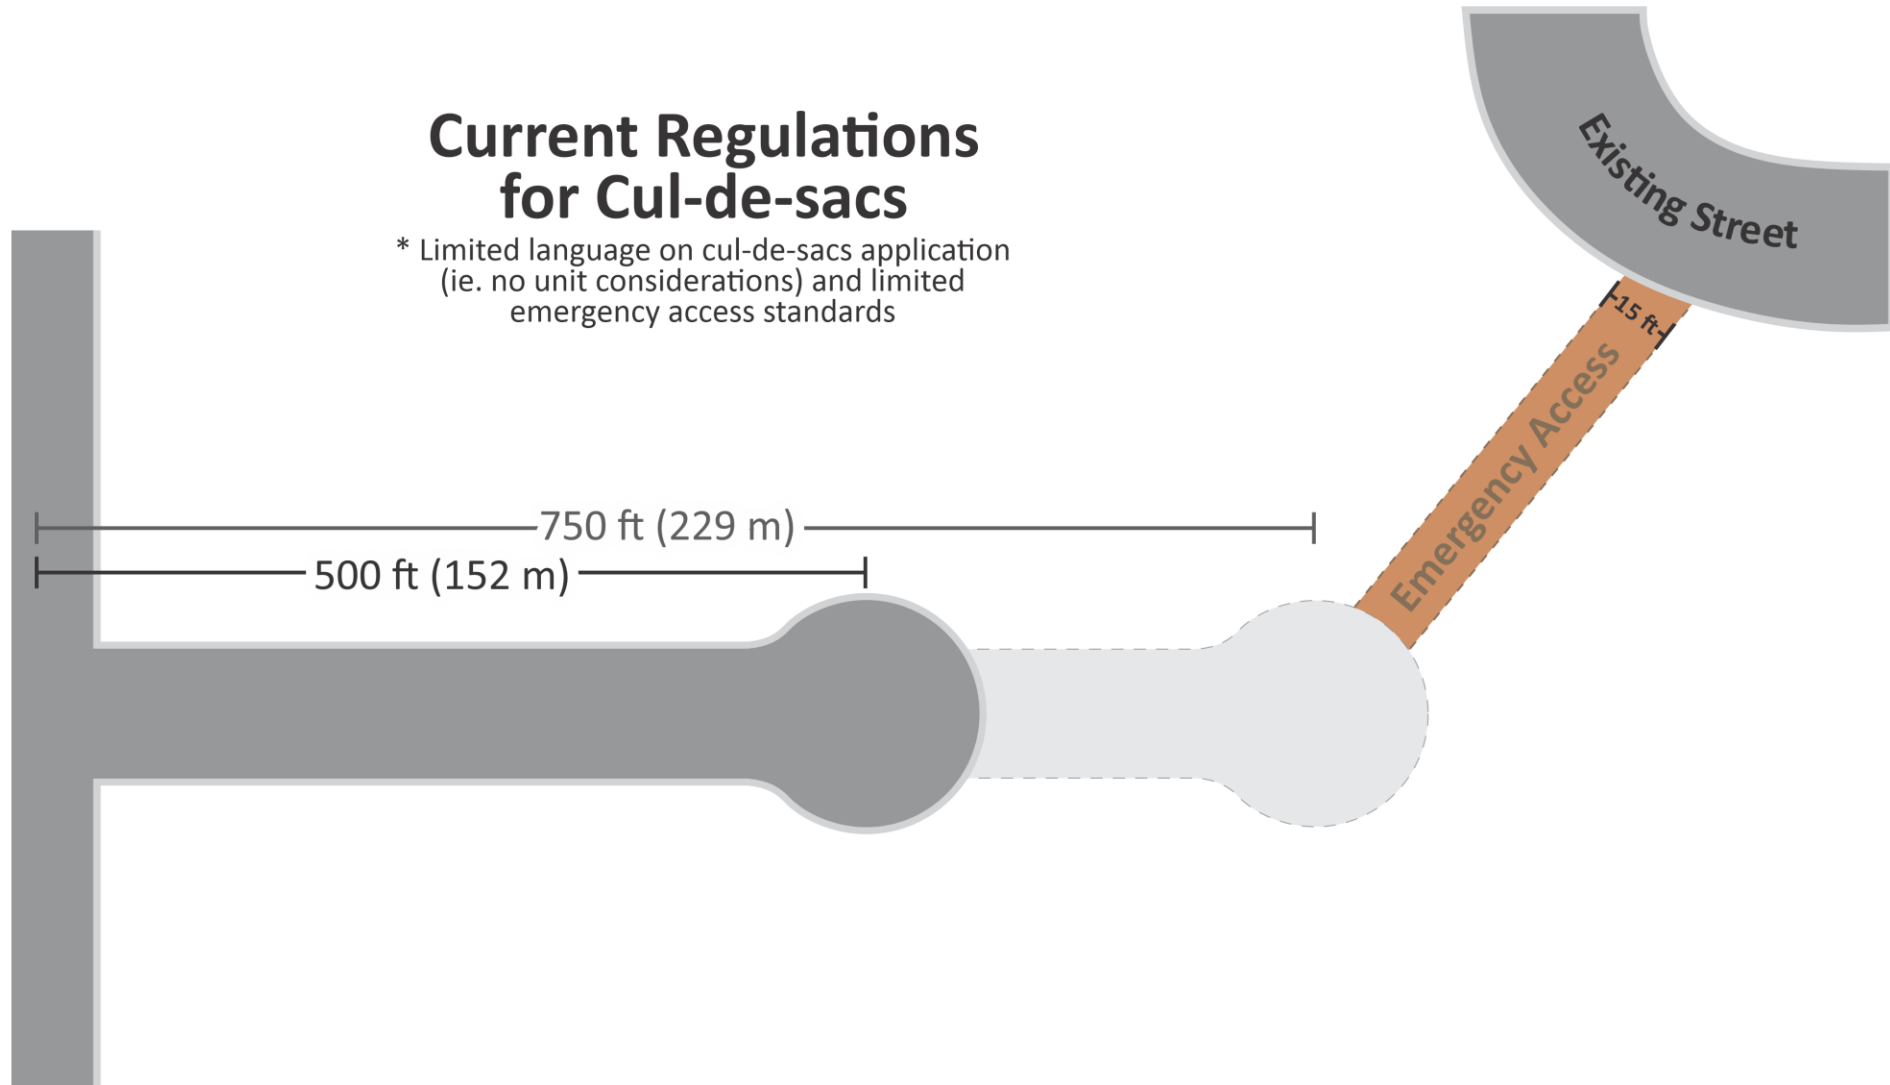 Current Regulations
for Cul-de-sacs
* Limited language on cul-de-sacs application
(ie. no unit considerations) and limited
emergency access standards
Existing Street
15 ft
Emergency Access
750 ft (229 m)
500 ft (152 m)